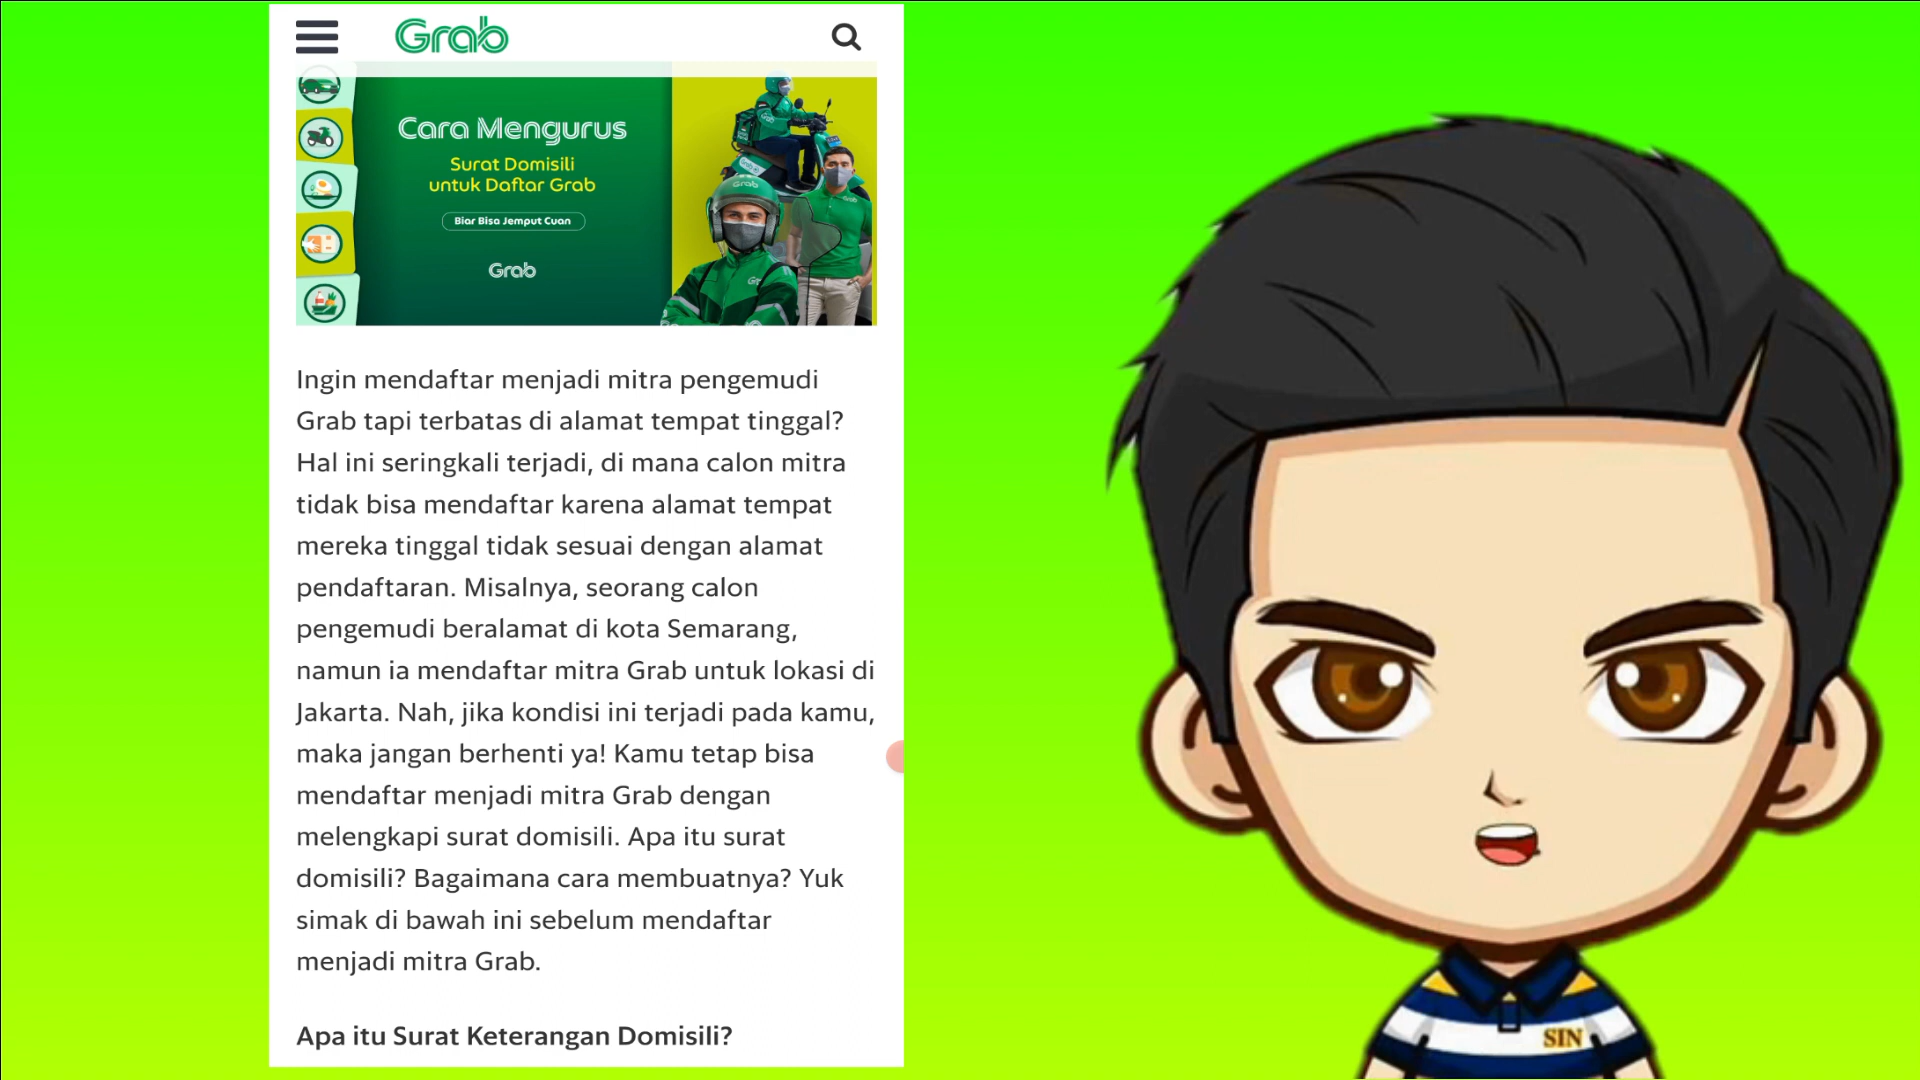 Grab
Cara Mengurus
Surat Domisili
untuk Daftar Grab
Biar Bisa Jemput Cuan
Grab
Grab
Ingin mendaftar menjadi mitra pengemudi
Grab tapi terbatas di alamat tempat tinggal?
Hal ini seringkali terjadi, di mana calon mitra
tidak bisa mendaftar karena alamat tempat
mereka tinggal tidak sesuai dengan alamat
pendaftaran. Misalnya, seorang calon
pengemudi beralamat di kota Semarang,
namun ia mendaftar mitra Grab untuk lokasi di
Jakarta. Nah, jika kondisi ini terjadi pada kamu,
maka jangan berhenti ya! Kamu tetap bisa
mendaftar menjadi mitra Grab dengan
melengkapi surat domisili. Apa itu surat
domisili? Bagaimana cara membuatnya? Yuk
simak di bawah ini sebelum mendaftar
menjadi mitra Grab.
Apa itu Surat Keterangan Domisili?
SIN